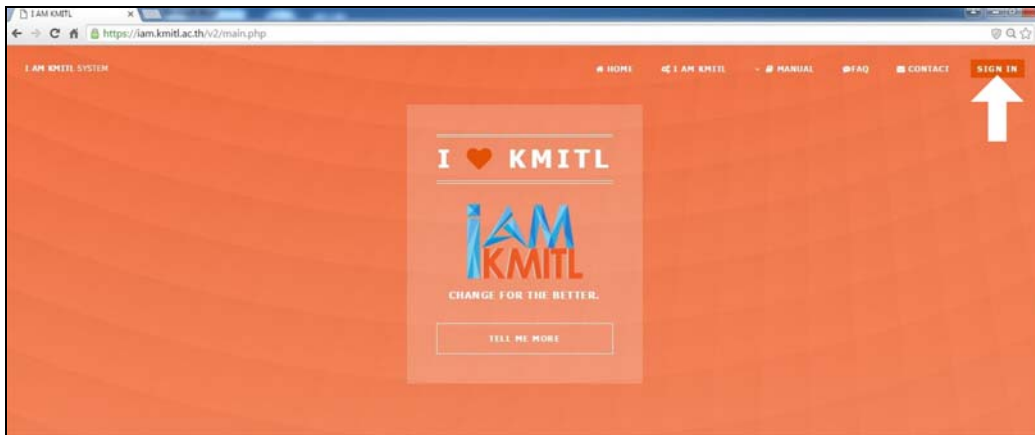 I AM KMITL
https://iam.kmitl.ac.th/v2/main.php
I AM KMITL SYSTEM HOME I AM KMITL MANUAL FAQ CONTACT SIGN IN
I ♥ KMITL
iAM
KMITL
CHANGE FOR THE BETTER.
TELL ME MORE